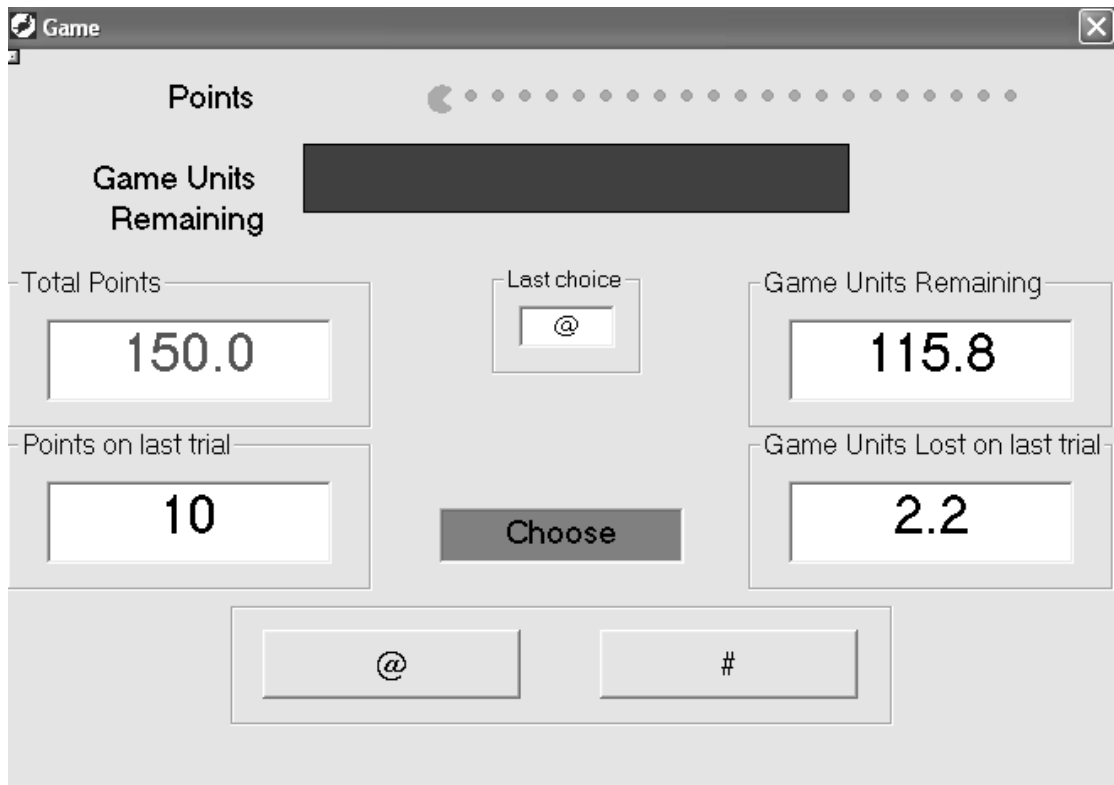 Game
Points
Game Units
Remaining
Total Points
150.0
Last choice
@
Game Units Remaining
115.8
Points on last trial
10
Choose
Game Units Lost on last trial
2.2
@
#